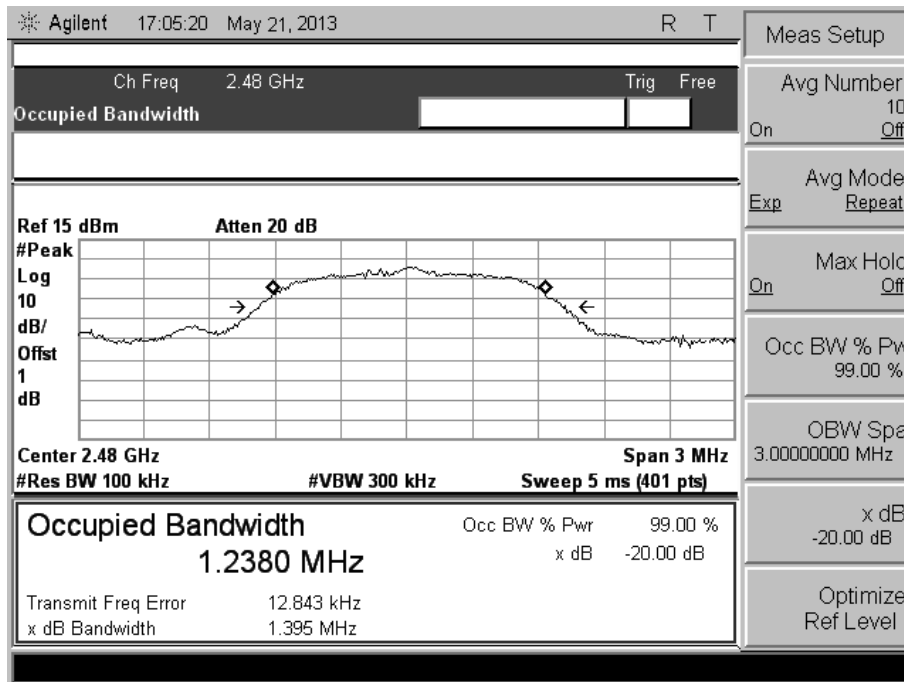 Agilent 17:05:20 May 21, 2013 R T
Ch Freq 2.48 GHz Trig Free
Occupied Bandwidth
Ref 15 dBm Atten 20 dB
#Peak
Log
10
dB/
Offst
1
dB
Center 2.48 GHz Span 3 MHz
#Res BW 100 kHz #VBW 300 kHz Sweep 5 ms (401 pts)
Occupied Bandwidth
1.2380 MHz
Occ BW % Pwr 99.00 %
x dB -20.00 dB
Transmit Freq Error 12.843 kHz
x dB Bandwidth 1.395 MHz
Meas Setup
Avg Number
10
On Off
Avg Mode
Exp Repeat
Max Hold
On Off
Occ BW % Pw
99.00 %
OBW Spa
3.00000000 MHz
x dB
-20.00 dB
Optimize
Ref Level